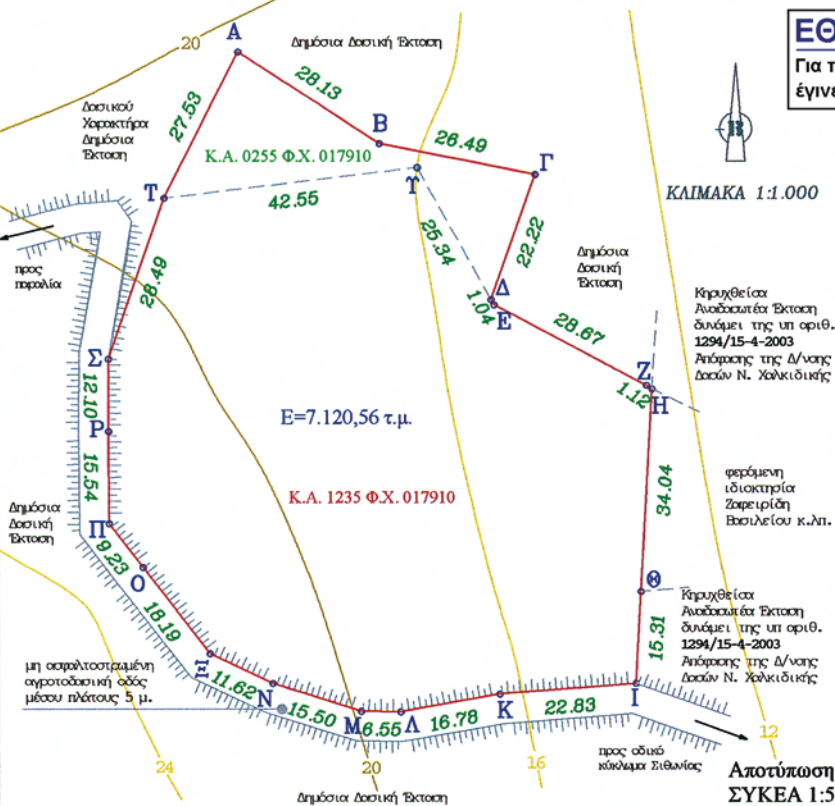 ΕΘ
Για τ
έγινε
20
Α
Δημόσια Δασική Έκταση
28.13
27.53
Δασικού
Χαρακτήρα
Δημόσια
Έκταση
Β
26.49
Κ.Α. 0255 Φ.Χ. 017910
Γ
Τ
Υ
42.55
ΚΛΙΜΑΚΑ 1:1.000
25.34
22.22
28.49
προς
παραλία
Δημόσια
Δασική
Έκταση
Δ
1.04
Ε
28.67
Κηρυχθείσα
Αναδασωτέα Έκταση
δυνάμει της υπ αριθ.
1294/15-4-2003
Απόφασης της Δ/νσης
Δασών Ν. Χαλκιδικής
Σ
Ζ
1.12
Η
12.10
Ε=7.120,56 τ.μ.
Ρ
15.54
34.04
Κ.Α. 1235 Φ.Χ. 017910
φερόμενη
ιδιοκτησία
Ζαφειρίδη
Βασιλείου κ.λπ.
Δημόσια
Δασική
Έκταση
Π
9.23
Ο
Θ
Κηρυχθείσα
Αναδασωτέα Έκταση
δυνάμει της υπ αριθ.
1294/15-4-2003
Απόφασης της Δ/νσης
Δασών Ν. Χαλκιδικής
18.19
15.31
μη ασφαλτοστρωμένη
αγροτοδασική οδός
μέσου πλάτους 5 μ.
Ξ
11.62
Ν
15.50
Μ
6.55
Λ
16.78
Κ
22.83
Ι
24
20
16
12
προς οδικό
κύκλωμα Σιθωνίας
Δημόσια Δασική Έκταση
Αποτύπωση
ΣΥΚΕΑ 1:5